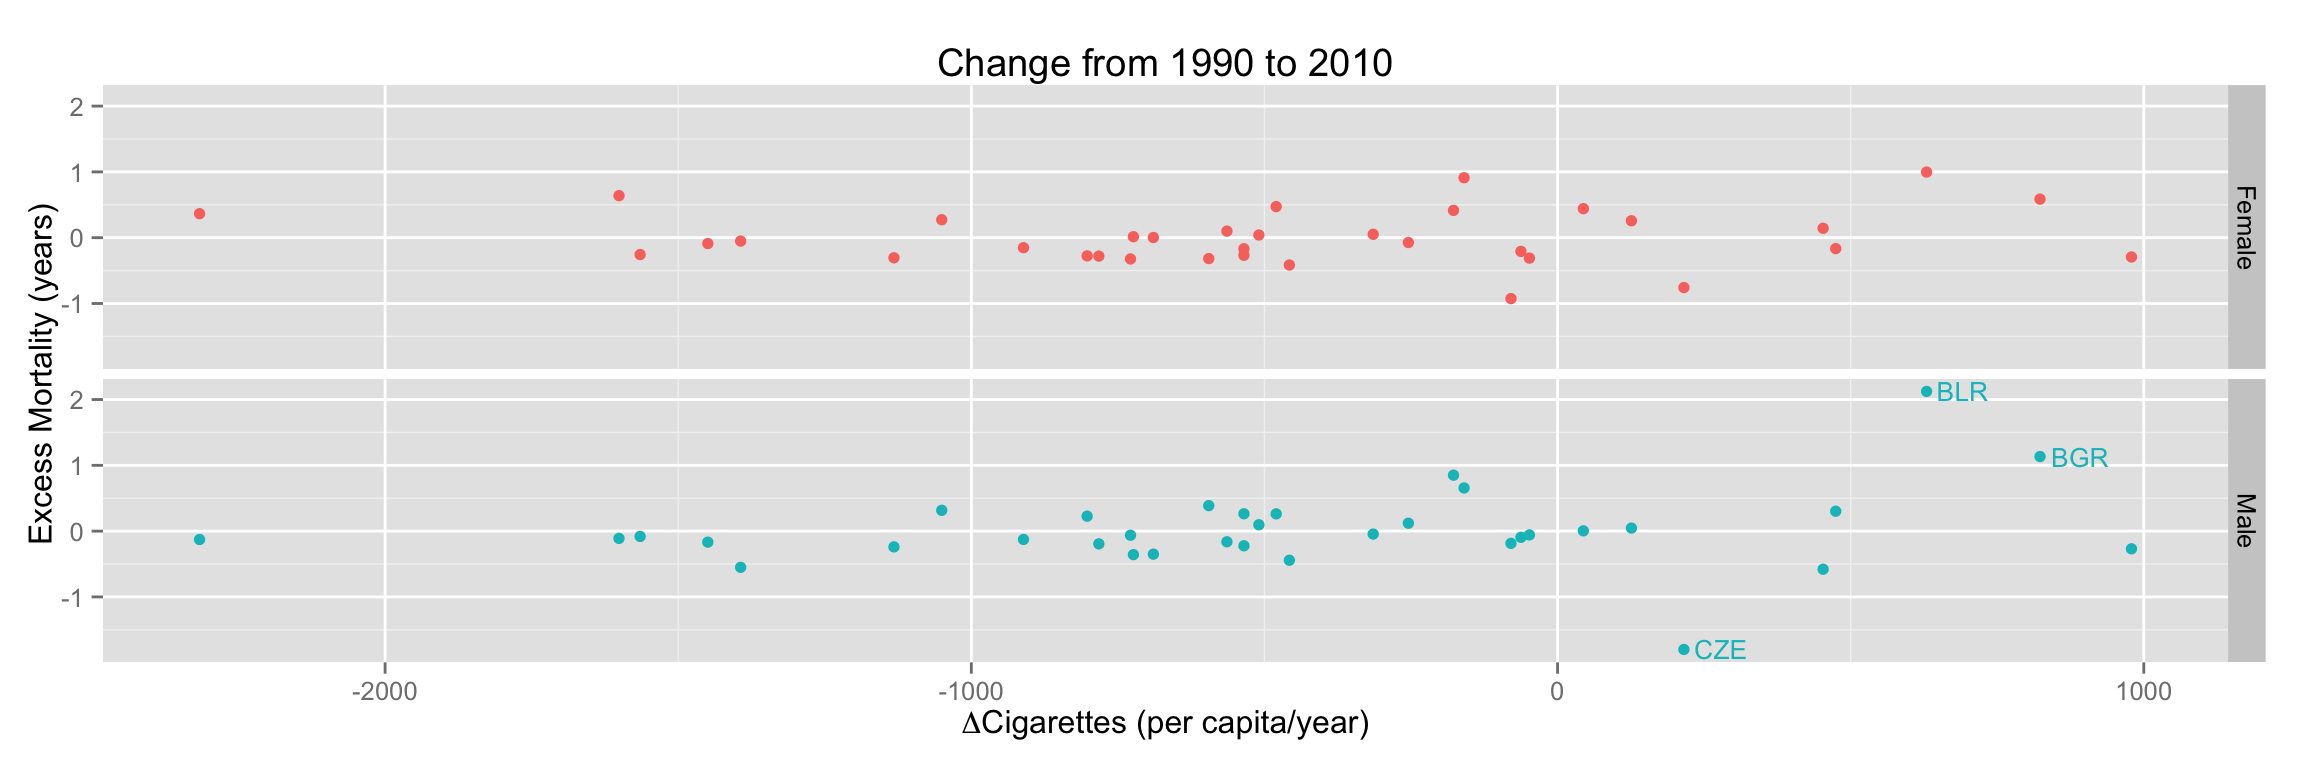 Change from 1990 to 2010
Excess Mortality (years)
2
1
0
-1
Female
2
1
0
-1
Male
BLR
BGR
CZE
-2000
-1000
0
1000
ΔCigarettes (per capita/year)